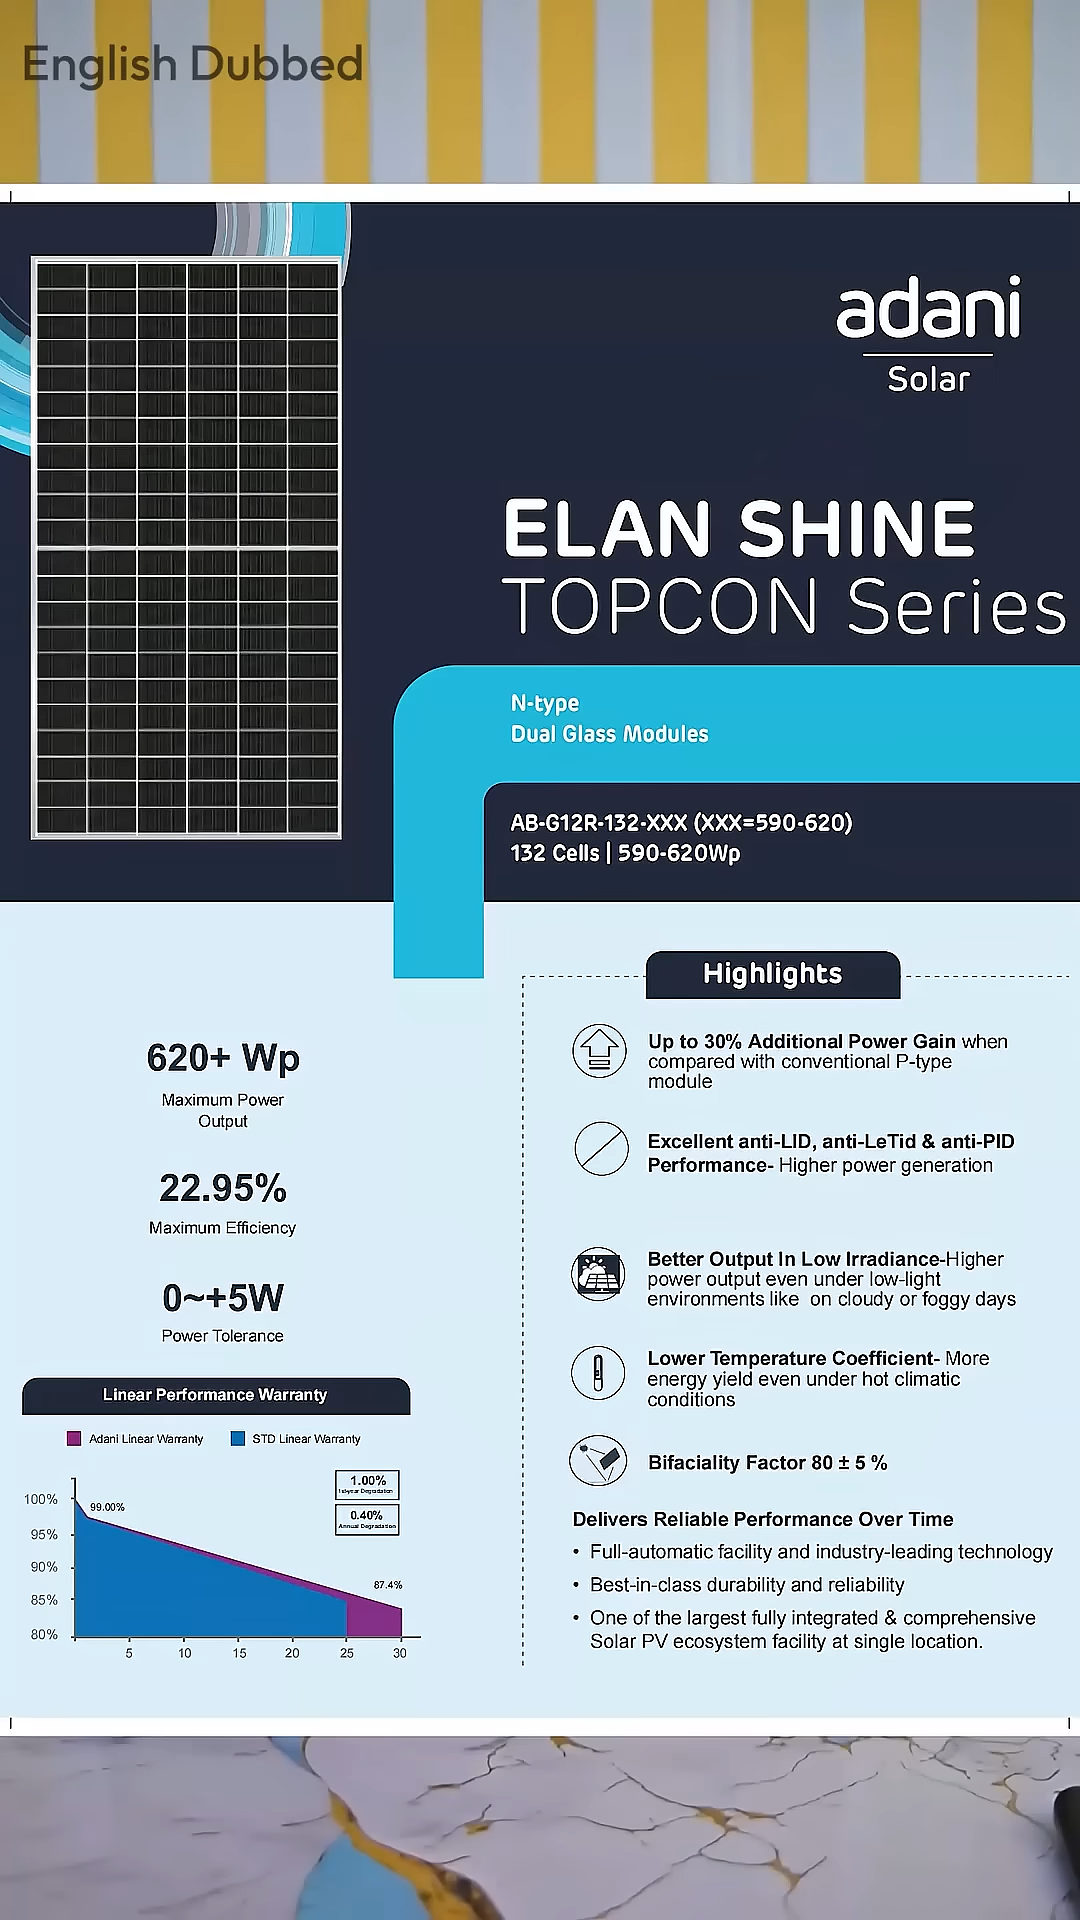 English Dubbed
adani
Solar
ELAN SHINE
TOPCON Series
N-type
Dual Glass Modules
AB-G12R-132-XXX (XXX=590-620)
132 Cells | 590-620Wp
620+ Wp
Maximum Power
Output
22.95%
Maximum Efficiency
0~+5W
Power Tolerance
Linear Performance Warranty
Adani Linear Warranty
STD Linear Warranty
1.00%
1st-year Degradation
0.40%
Annual Degradation
100%
99.00%
95%
90%
87.4%
85%
80%
5 10 15 20 25 30
Highlights
Up to 30% Additional Power Gain when
compared with conventional P-type
module
Excellent anti-LID, anti-LeTid & anti-PID
Performance- Higher power generation
Better Output In Low Irradiance-Higher
power output even under low-light
environments like on cloudy or foggy days
Lower Temperature Coefficient- More
energy yield even under hot climatic
conditions
Bifaciality Factor 80 ± 5 %
Delivers Reliable Performance Over Time
• Full-automatic facility and industry-leading technology
• Best-in-class durability and reliability
• One of the largest fully integrated & comprehensive
Solar PV ecosystem facility at single location.